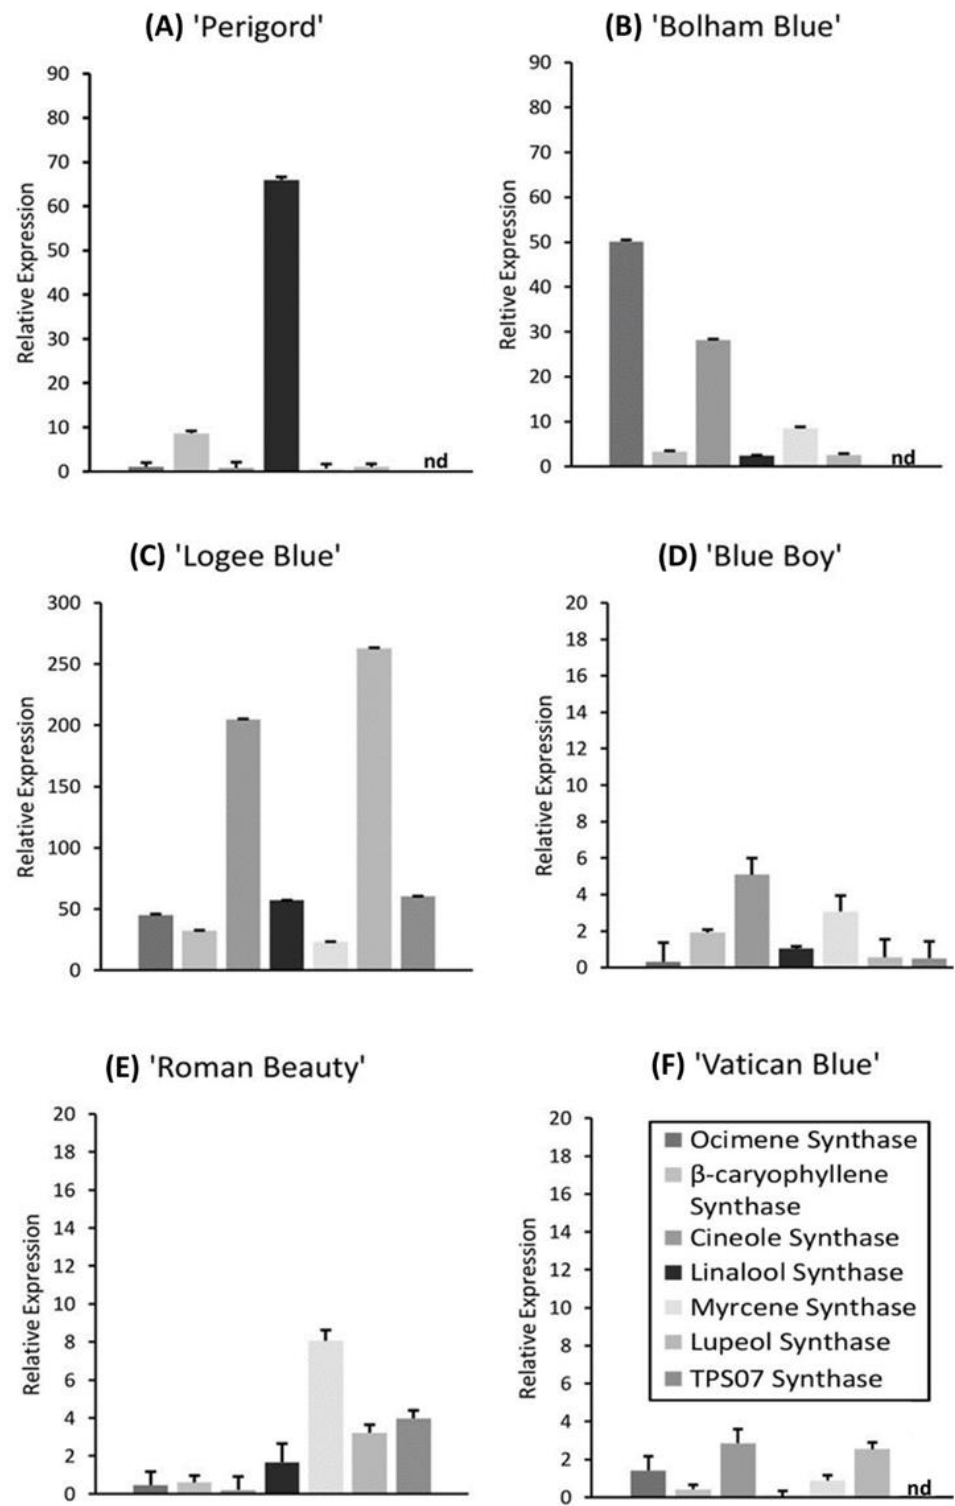 (A) 'Perigord'
90
80
70
60
50
40
30
20
10
0
Relative Expression
nd
(B) 'Bolham Blue'
90
80
70
60
50
40
30
20
10
0
Reltive Expression
nd
(C) 'Logee Blue'
300
250
200
150
100
50
0
Relative Expression
(D) 'Blue Boy'
20
18
16
14
12
10
8
6
4
2
0
Relative Expression
(E) 'Roman Beauty'
20
18
16
14
12
10
8
6
4
2
0
Relative Expression
(F) 'Vatican Blue'
20
18
16
14
12
10
8
6
4
2
0
Relative Expression
Ocimene Synthase
β-caryophyllene
Synthase
Cineole Synthase
Linalool Synthase
Myrcene Synthase
Lupeol Synthase
TPS07 Synthase
nd